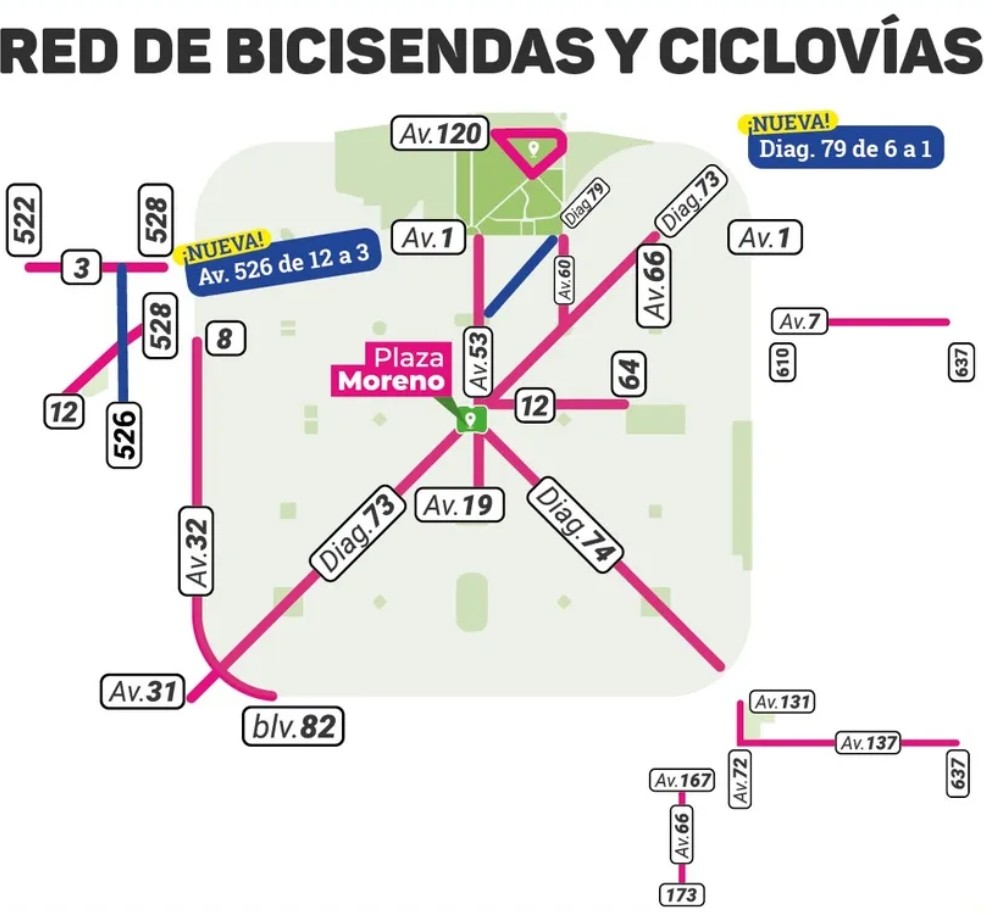 RED DE BICISENDAS Y CICLOVÍAS
Av.120
¡NUEVA!
Diag. 79 de 6 a 1
522
528
3
¡NUEVA!
Av. 526 de 12 a 3
Av.1
Diag 79
Diag.73
Av.1
Av.60
Av.66
528
8
12
526
Av.53
Plaza
Moreno
12
64
Av.7
610
637
Av.19
Diag.73
Diag.74
Av.32
Av.31
blv.82
Av.131
Av.137
Av.72
637
Av.167
Av.66
173